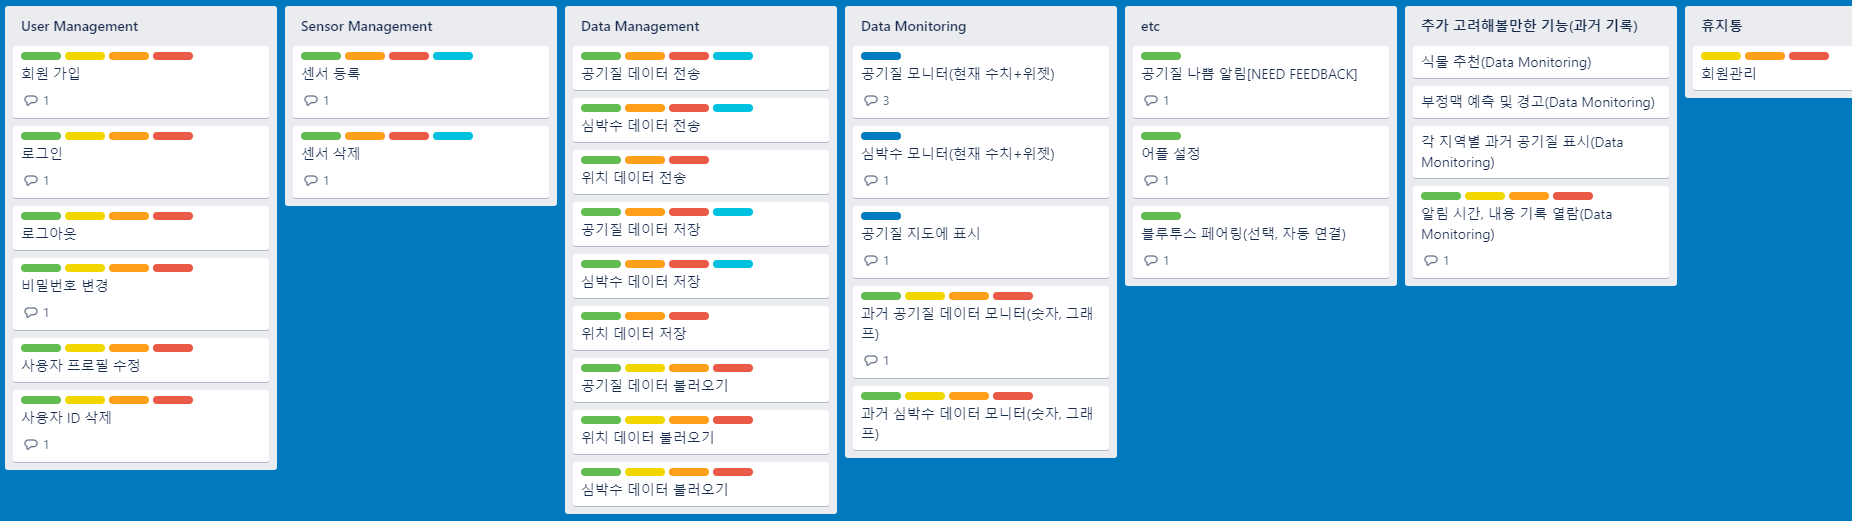 User Management
회원 가입
1
로그인
1
로그아웃
비밀번호 변경
1
사용자 프로필 수정
사용자 ID 삭제
1
Sensor Management
센서 등록
1
센서 삭제
1
Data Management
공기질 데이터 전송
심박수 데이터 전송
위치 데이터 전송
공기질 데이터 저장
심박수 데이터 저장
위치 데이터 저장
공기질 데이터 불러오기
위치 데이터 불러오기
심박수 데이터 불러오기
Data Monitoring
공기질 모니터(현재 수치+위젯)
3
심박수 모니터(현재 수치+위젯)
1
공기질 지도에 표시
1
과거 공기질 데이터 모니터(숫자, 그래
프)
1
과거 심박수 데이터 모니터(숫자, 그래
프)
etc
공기질 나쁨 알림[NEED FEEDBACK]
1
어플 설정
1
블루투스 페어링(선택, 자동 연결)
1
추가 고려해볼만한 기능(과거 기록)
식물 추천(Data Monitoring)
부정맥 예측 및 경고(Data Monitoring)
각 지역별 과거 공기질 표시(Data
Monitoring)
알림 시간, 내용 기록 열람(Data
Monitoring)
1
휴지통
회원관리